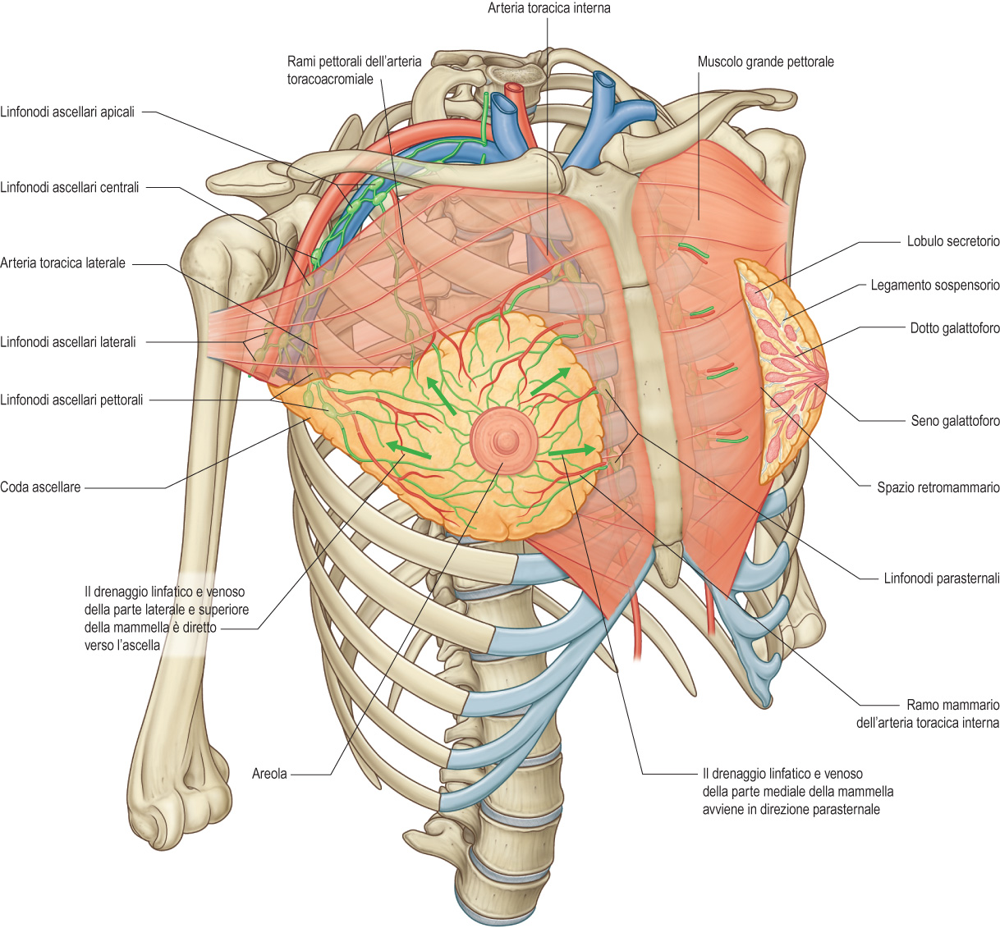 Arteria toracica interna
Rami pettorali dell'arteria
toracoacromiale
Muscolo grande pettorale
Linfonodi ascellari apicali
Linfonodi ascellari centrali
Arteria toracica laterale
Linfonodi ascellari laterali
Linfonodi ascellari pettorali
Coda ascellare
Il drenaggio linfatico e venoso
della parte laterale e superiore
della mammella è diretto
verso l'ascella
Areola
Lobulo secretorio
Legamento sospensorio
Dotto galattoforo
Seno galattoforo
Spazio retromammario
Linfonodi parasternali
Ramo mammario
dell'arteria toracica interna
Il drenaggio linfatico e venoso
della parte mediale della mammella
avviene in direzione parasternale